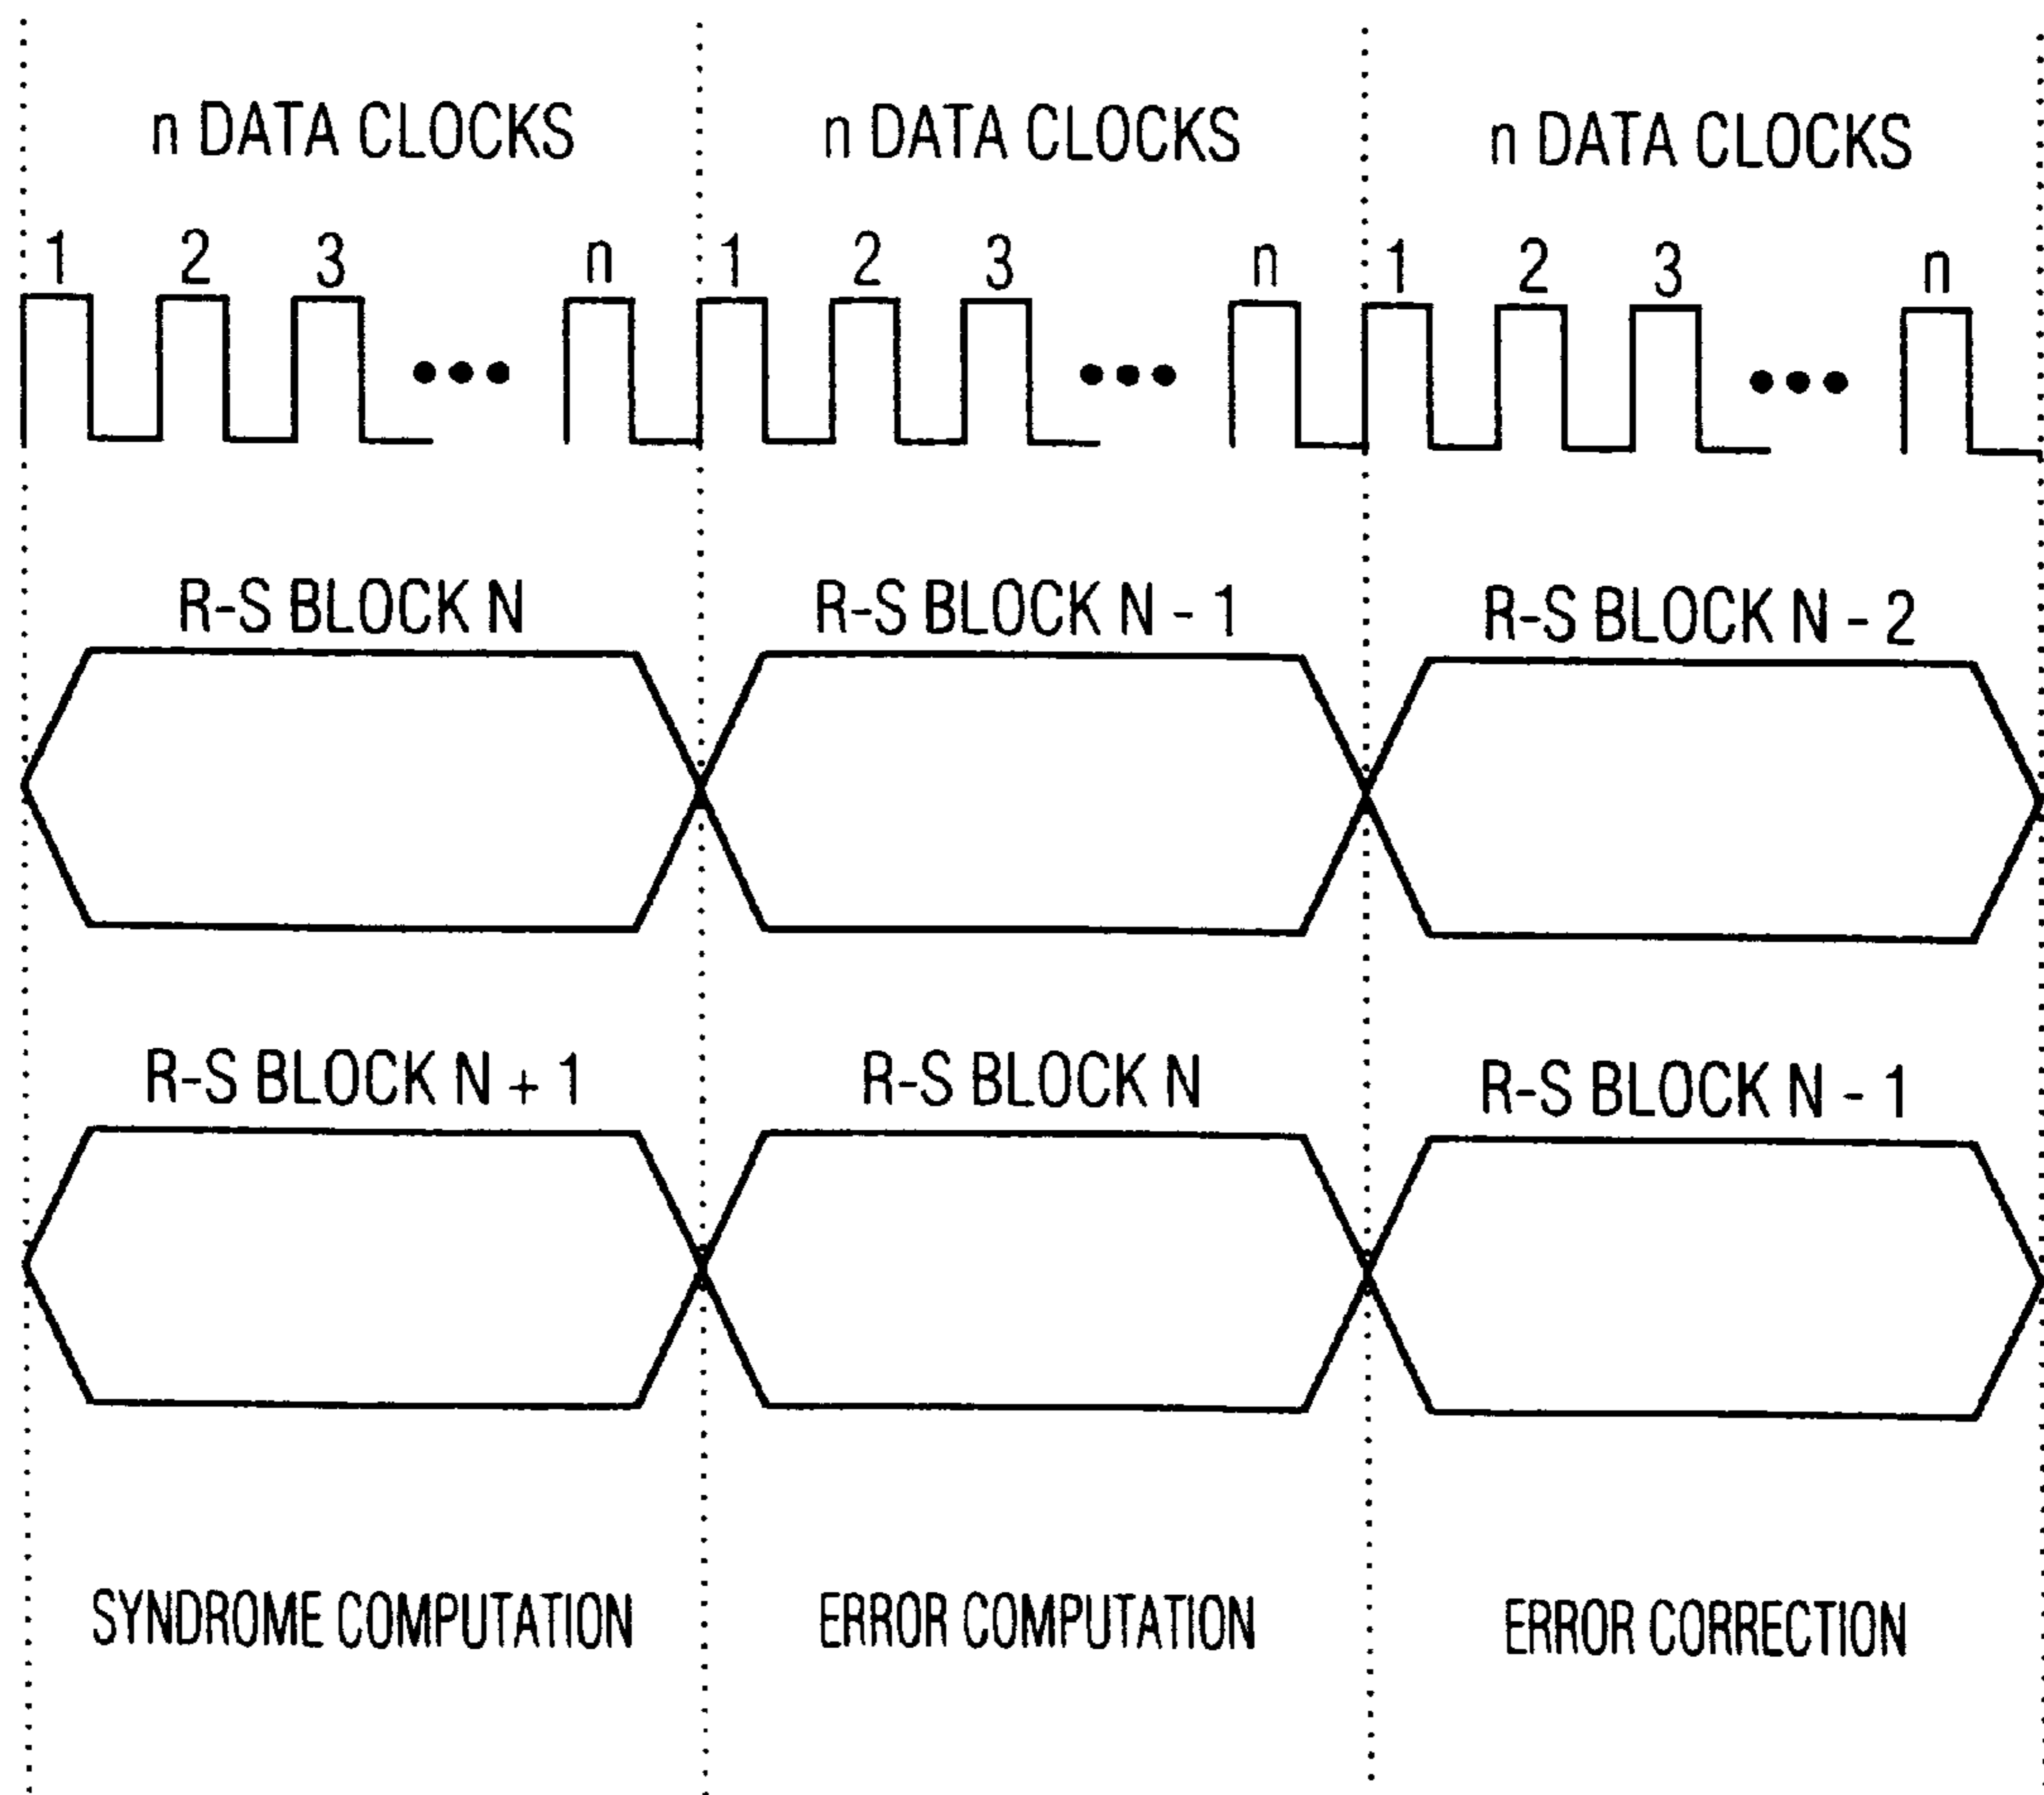 n DATA CLOCKS n DATA CLOCKS n DATA CLOCKS
1 2 3 n 1 2 3 n 1 2 3 n
R-S BLOCK N R-S BLOCK N - 1 R-S BLOCK N - 2
R-S BLOCK N + 1 R-S BLOCK N R-S BLOCK N - 1
SYNDROME COMPUTATION ERROR COMPUTATION ERROR CORRECTION